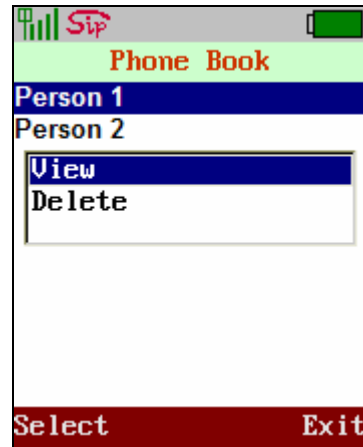 Sip
Phone Book
Person 1
Person 2
View
Delete
Select Exit